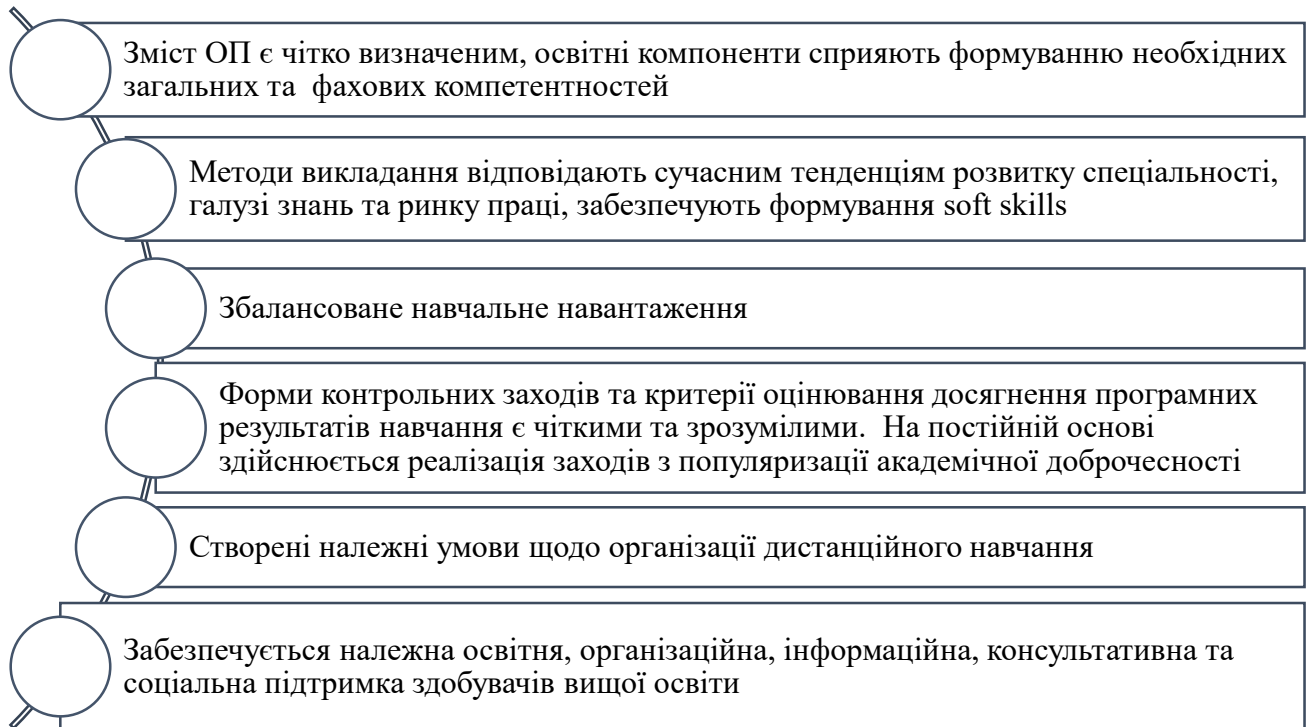 Зміст ОП є чітко визначеним, освітні компоненти сприяють формуванню необхідних
загальних та  фахових компетентностей
Методи викладання відповідають сучасним тенденціям розвитку спеціальності,
галузі знань та ринку праці, забезпечують формування soft skills
Збалансоване навчальне навантаження
Форми контрольних заходів та критерії оцінювання досягнення програмних
результатів навчання є чіткими та зрозумілими.  На постійній основі
здійснюється реалізація заходів з популяризації академічної доброчесності
Створені належні умови щодо організації дистанційного навчання
Забезпечується належна освітня, організаційна, інформаційна, консультативна та
соціальна підтримка здобувачів вищої освіти